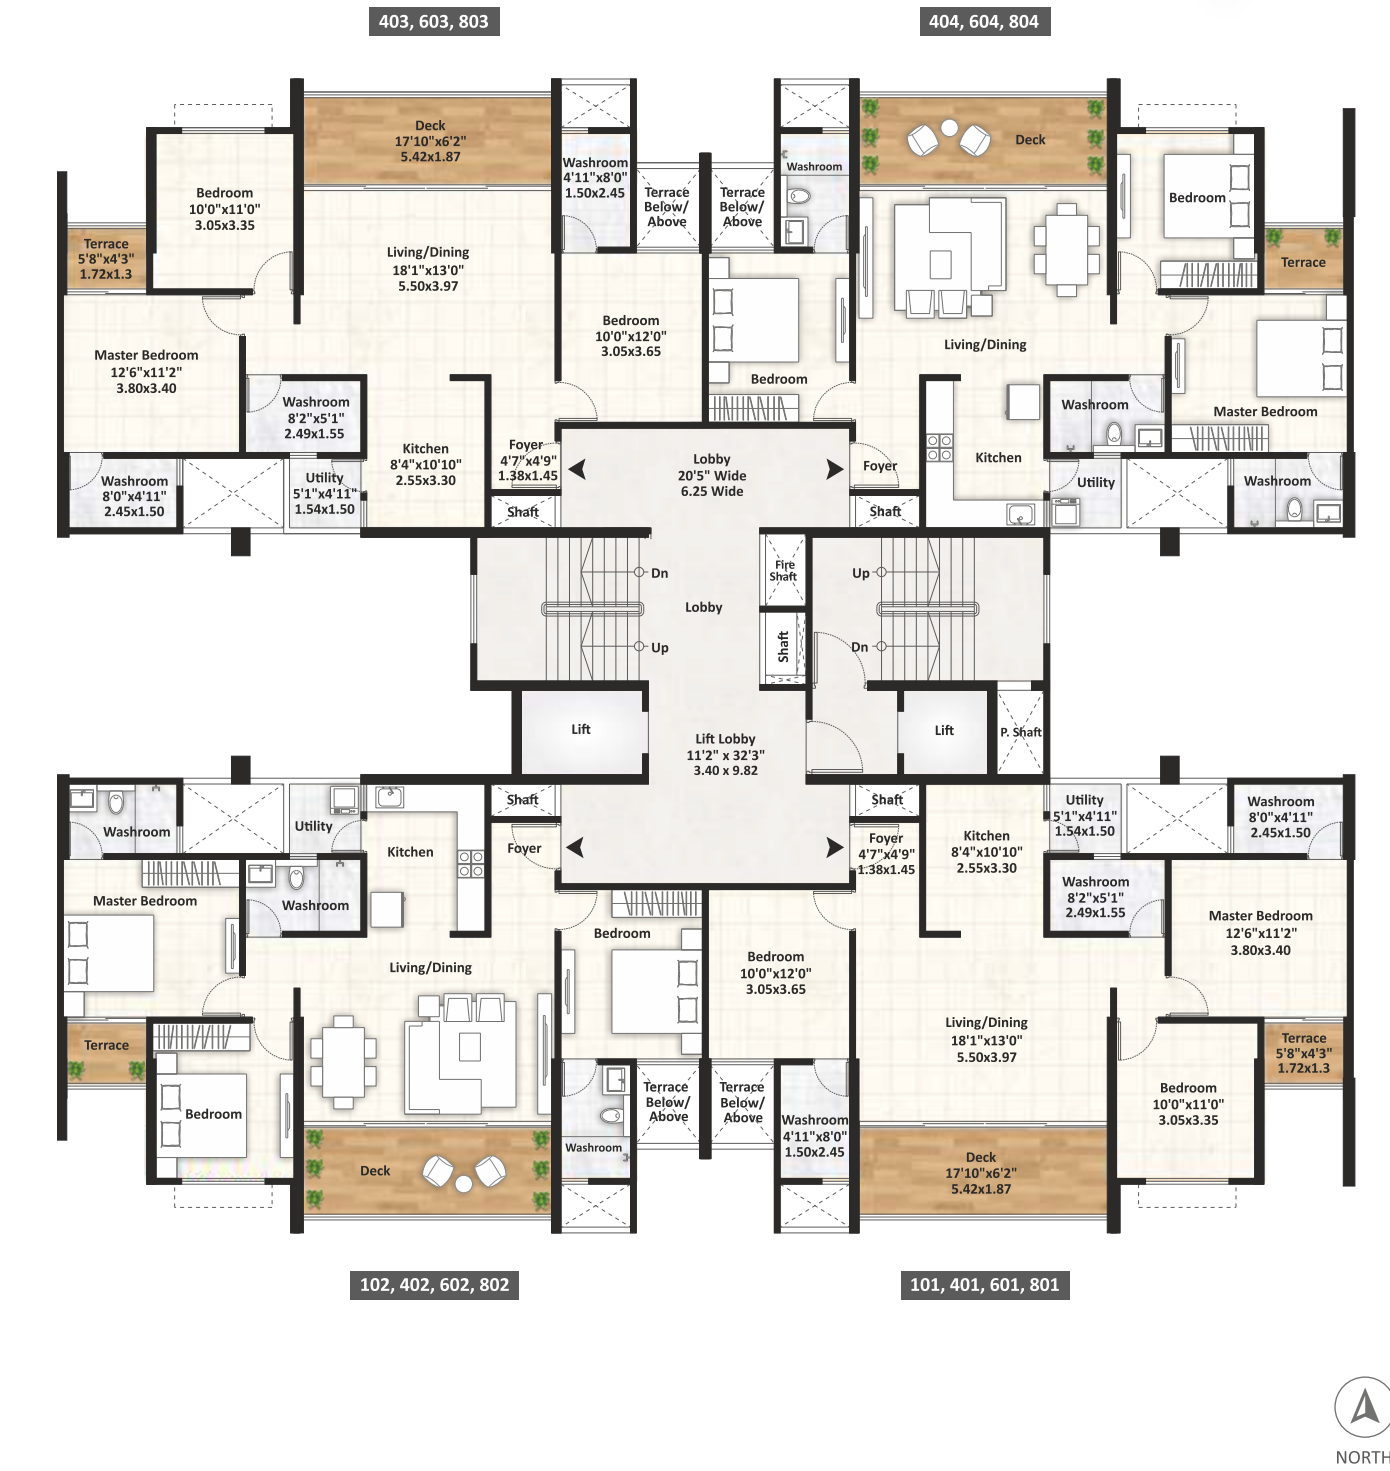 403, 603, 803
404, 604, 804
Deck
17'10"x6'2"
5.42x1.87
Washroom
4'11"x8'0"
1.50x2.45
Terrace
Below/
Above
Bedroom
10'0"x11'0"
3.05x3.35
Terrace
5'8"x4'3"
1.72x1.3
Living/Dining
18'1"x13'0"
5.50x3.97
Bedroom
10'0"x12'0"
3.05x3.65
Master Bedroom
12'6"x11'2"
3.80x3.40
Washroom
8'2"x5'1"
2.49x1.55
Kitchen
8'4"x10'10"
2.55x3.30
Foyer
4'7"x4'9"
1.38x1.45
Washroom
8'0"x4'11"
2.45x1.50
Utility
5'1"x4'11"
1.54x1.50
Shaft
Terrace
Below/
Above
Washroom
Deck
Bedroom
Terrace
Living/Dining
Bedroom
Washroom
Master Bedroom
Foyer
Kitchen
Utility
Washroom
Shaft
Lobby
20'5" Wide
6.25 Wide
Dn
Up
Lobby
Fire
Shaft
Shaft
Up
Dn
Lift
Lift Lobby
11'2" x 32'3"
3.40 x 9.82
Lift
P. Shaft
Washroom
Utility
Shaft
Kitchen
Foyer
Master Bedroom
Washroom
Bedroom
Living/Dining
Terrace
Bedroom
Deck
Washroom
Terrace
Below/
Above
Shaft
Foyer
4'7"x4'9"
1.38x1.45
Kitchen
8'4"x10'10"
2.55x3.30
Utility
5'1"x4'11"
1.54x1.50
Washroom
8'0"x4'11"
2.45x1.50
Washroom
8'2"x5'1"
2.49x1.55
Master Bedroom
12'6"x11'2"
3.80x3.40
Bedroom
10'0"x12'0"
3.05x3.65
Living/Dining
18'1"x13'0"
5.50x3.97
Terrace
5'8"x4'3"
1.72x1.3
Bedroom
10'0"x11'0"
3.05x3.35
Terrace
Below/
Above
Washroom
4'11"x8'0"
1.50x2.45
Deck
17'10"x6'2"
5.42x1.87
102, 402, 602, 802
101, 401, 601, 801
NORTH